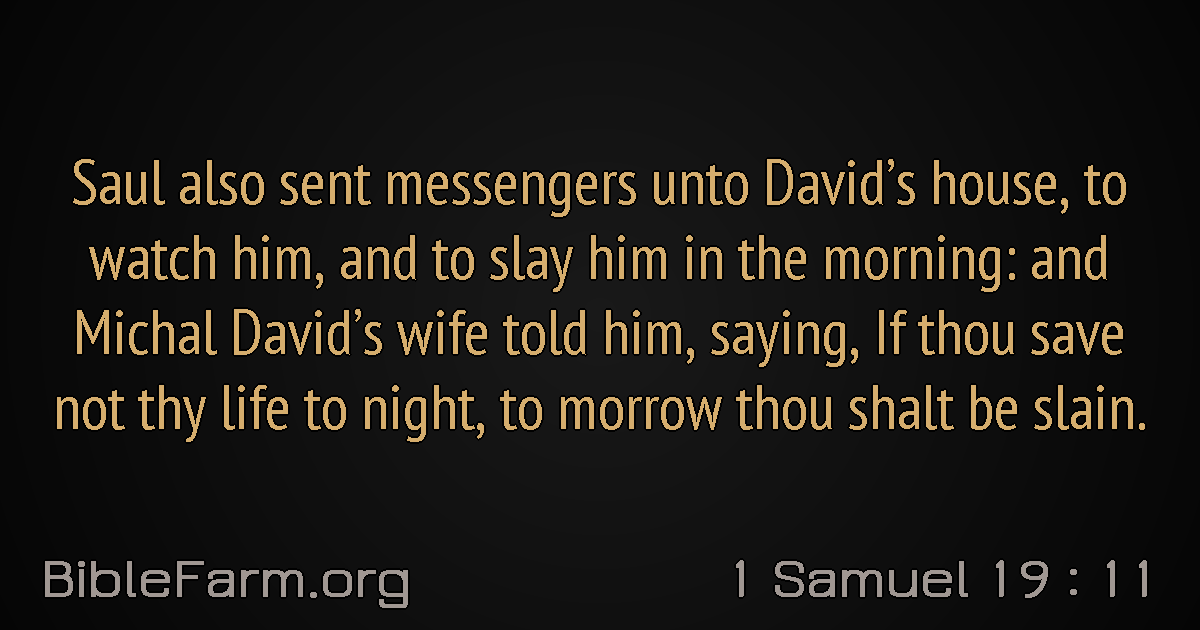 Saul also sent messengers unto David’s house, to
watch him, and to slay him in the morning: and
Michal David’s wife told him, saying, If thou save
not thy life to night, to morrow thou shalt be slain.
BibleFarm.org
1 Samuel 19 : 11